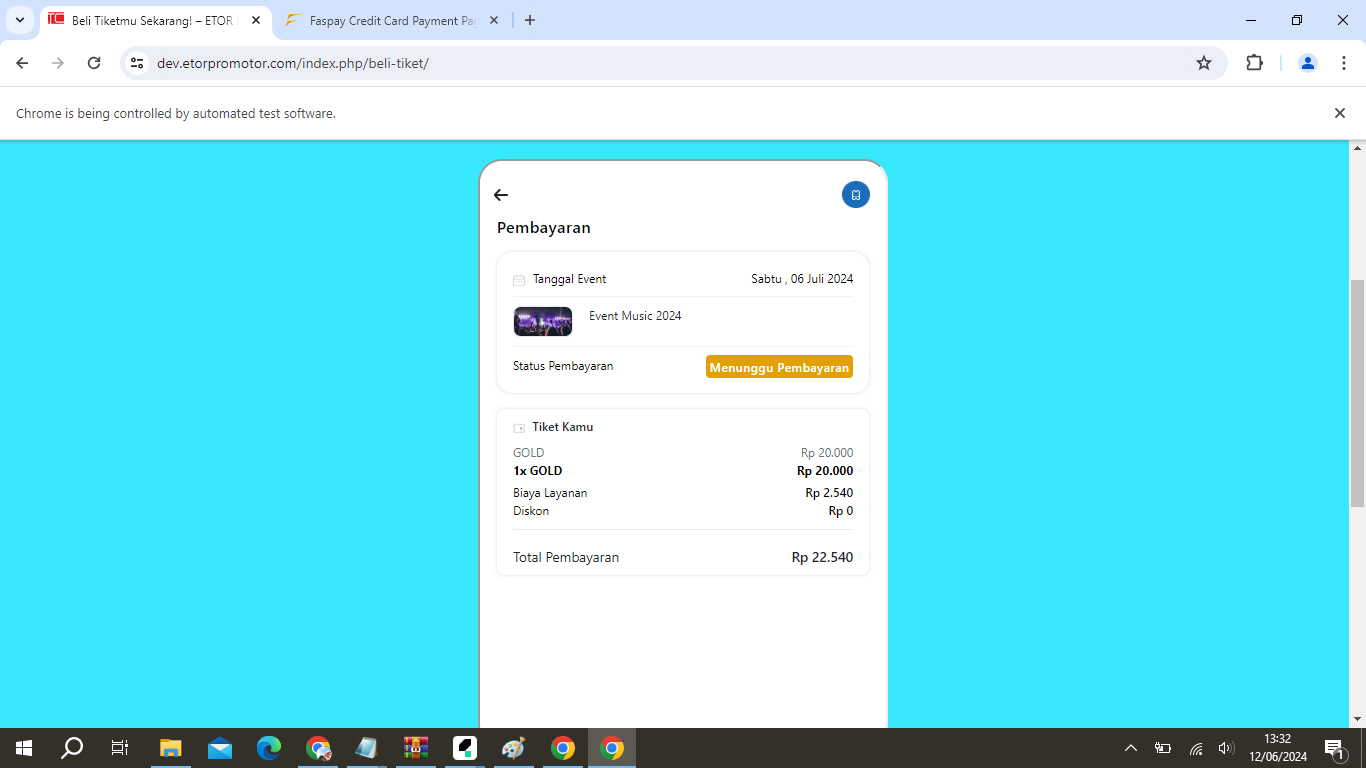 Beli Tiketmu Sekarang! – ETOR
Faspay Credit Card Payment Pa
dev.etorpromotor.com/index.php/beli-tiket/
Chrome is being controlled by automated test software.
Pembayaran
Tanggal Event Sabtu , 06 Juli 2024
Event Music 2024
Status Pembayaran Menunggu Pembayaran
Tiket Kamu
GOLD Rp 20.000
1x GOLD Rp 20.000
Biaya Layanan Rp 2.540
Diskon Rp 0
Total Pembayaran Rp 22.540
13:32
12/06/2024
1